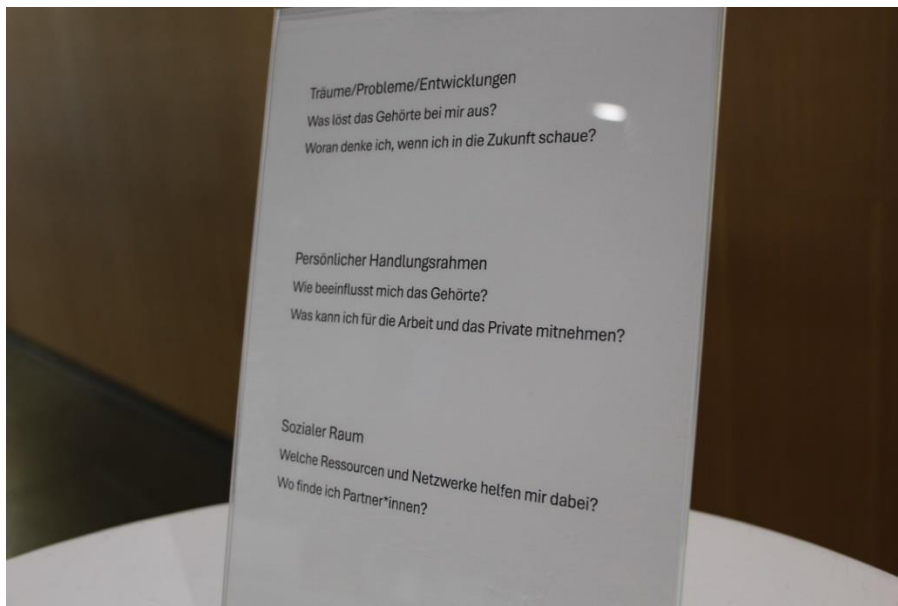 Träume/Probleme/Entwicklungen
Was löst das Gehörte bei mir aus?
Woran denke ich, wenn ich in die Zukunft schaue?
Persönlicher Handlungsrahmen
Wie beeinflusst mich das Gehörte?
Was kann ich für die Arbeit und das Private mitnehmen?
Sozialer Raum
Welche Ressourcen und Netzwerke helfen mir dabei?
Wo finde ich Partner*innen?